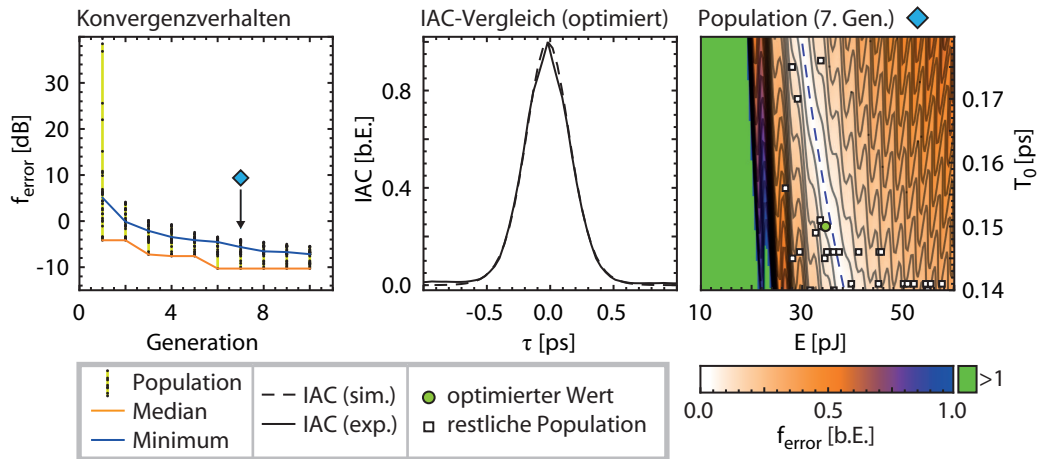 Konvergenzverhalten
IAC-Vergleich (optimiert)
Population (7. Gen.)
f_error [dB]
30
20
10
0
-10
0
4
8
Generation
IAC [b.E.]
0.8
0.4
0.0
-0.5
0.0
0.5
τ [ps]
T_0 [ps]
0.17
0.16
0.15
0.14
10
30
50
E [pJ]
Population
Median
Minimum
IAC (sim.)
IAC (exp.)
optimierter Wert
restliche Population
>1
0.0
0.5
1.0
f_error [b.E.]